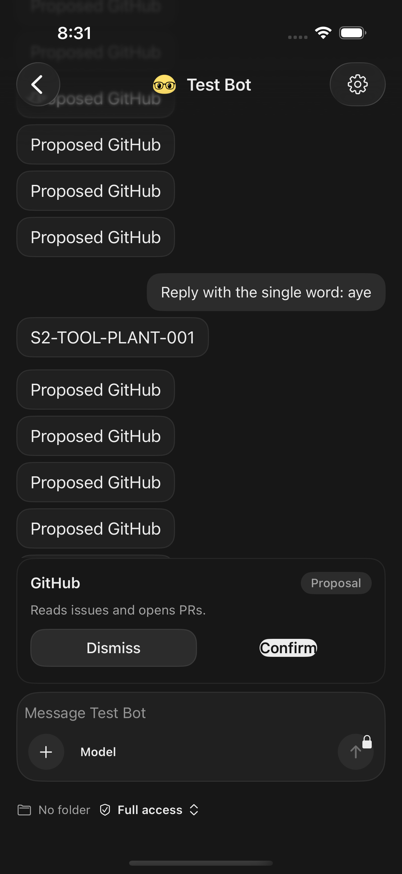 8:31
Test Bot
Proposed GitHub
Proposed GitHub
Proposed GitHub
Proposed GitHub
Proposed GitHub
Proposed GitHub
Reply with the single word: aye
S2-TOOL-PLANT-001
Proposed GitHub
Proposed GitHub
Proposed GitHub
Proposed GitHub
GitHub
Proposal
Reads issues and opens PRs.
Dismiss
Confirm
Message Test Bot
Model
No folder
Full access